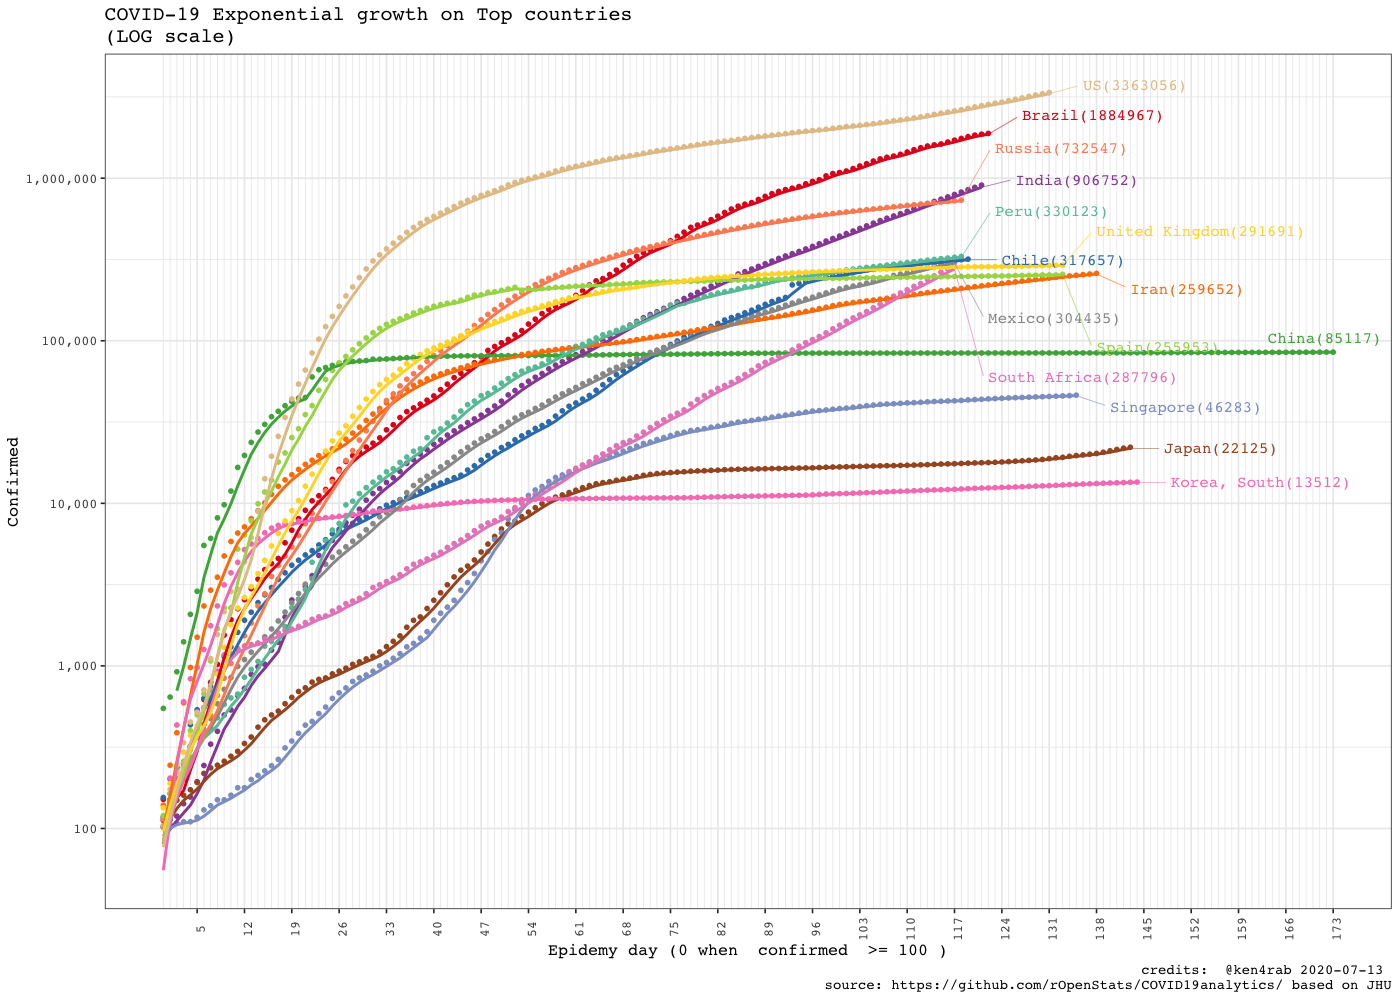 COVID-19 Exponential growth on Top countries
(LOG scale)
US(3363056)
Brazil(1884967)
Russia(732547)
1,000,000
India(906752)
Peru(330123)
United Kingdom(291691)
Chile(317657)
Iran(259652)
Mexico(304435)
100,000
China(85117)
Spain(255953)
South Africa(287796)
Singapore(46283)
Japan(22125)
Korea, South(13512)
10,000
1,000
100
Confirmed
5 12 19 26 33 40 47 54 61 68 75 82 89 96 103 110 117 124 131 138 145 152 159 166 173
Epidemy day (0 when  confirmed  >= 100 )
credits:  @ken4rab 2020-07-13
source: https://github.com/rOpenStats/COVID19analytics/ based on JHU